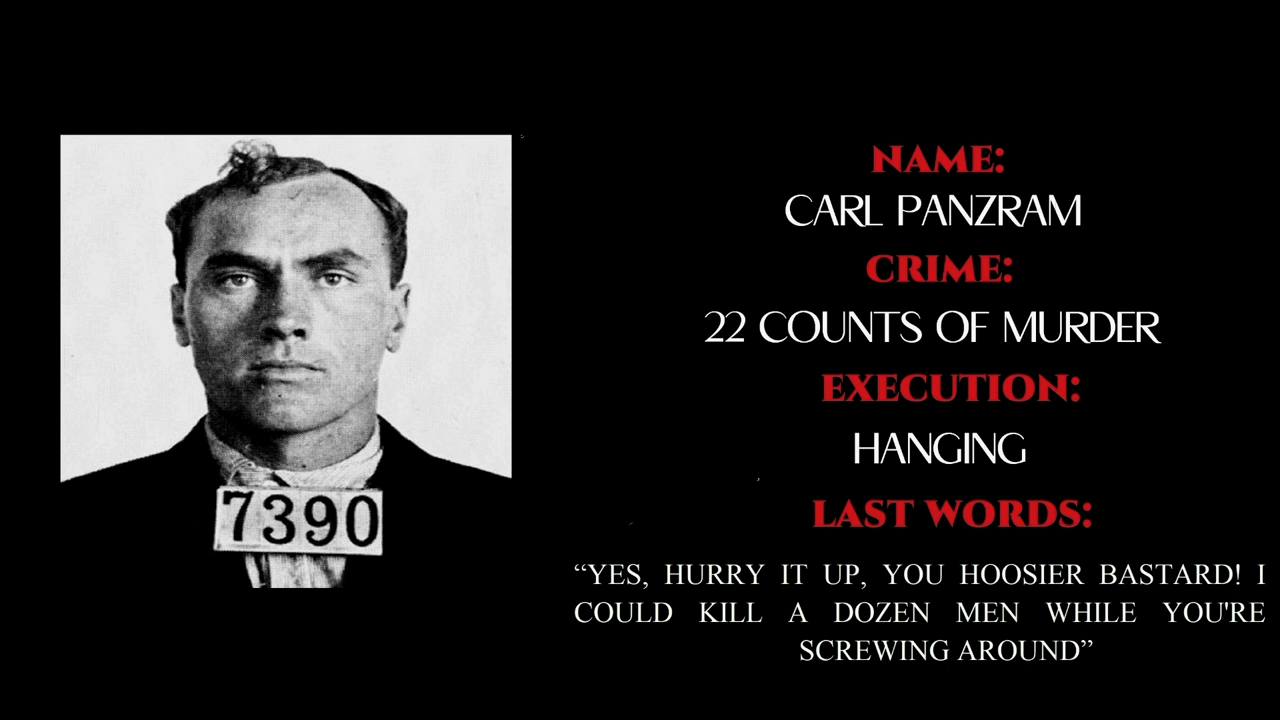 7390
NAME:
CARL PANZRAM
CRIME:
22 COUNTS OF MURDER
EXECUTION:
HANGING
LAST WORDS:
“YES, HURRY IT UP, YOU HOOSIER BASTARD! I
COULD KILL A DOZEN MEN WHILE YOU'RE
SCREWING AROUND”